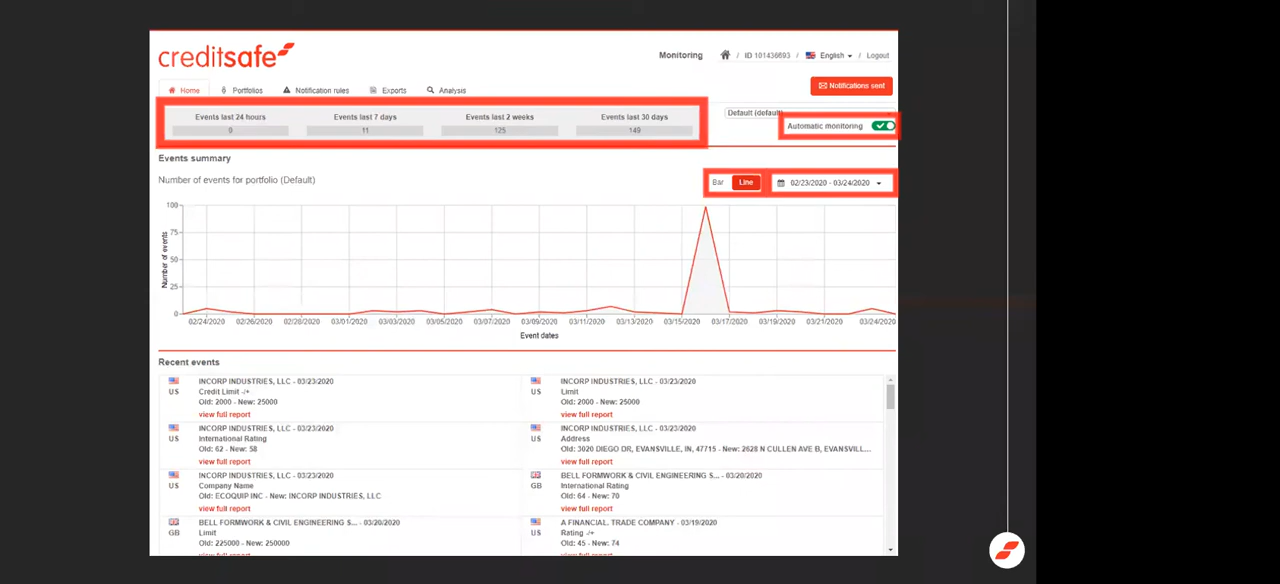 creditsafe
Monitoring / ID 101436693 / English / Logout
Home Portfolios Notification rules Exports Analysis
Notifications sent
Events last 24 hours Events last 7 days Events last 2 weeks Events last 30 days
0 11 125 149
Default (default)
Automatic monitoring
Events summary
Number of events for portfolio (Default)
Bar Line 02/23/2020 - 03/24/2020
100
75
50
25
0
Number of events
02/24/2020 02/26/2020 02/28/2020 03/01/2020 03/03/2020 03/05/2020 03/07/2020 03/09/2020 03/11/2020 03/13/2020 03/15/2020 03/17/2020 03/19/2020 03/21/2020 03/24/2020
Event dates
Recent events
US
INCORP INDUSTRIES, LLC - 03/23/2020
Credit Limit -/+
Old: 2000 - New: 25000
view full report
US
INCORP INDUSTRIES, LLC - 03/23/2020
Limit
Old: 2000 - New: 25000
view full report
US
INCORP INDUSTRIES, LLC - 03/23/2020
International Rating
Old: 62 - New: 58
view full report
US
INCORP INDUSTRIES, LLC - 03/23/2020
Address
Old: 3020 DIEGO DR, EVANSVILLE, IN, 47715 - New: 2628 N CULLEN AVE B, EVANSVILL...
view full report
US
INCORP INDUSTRIES, LLC - 03/23/2020
Company Name
Old: ECOQUIP INC - New: INCORP INDUSTRIES, LLC
view full report
GB
BELL FORMWORK & CIVIL ENGINEERING S... - 03/20/2020
International Rating
Old: 64 - New: 70
view full report
GB
BELL FORMWORK & CIVIL ENGINEERING S... - 03/20/2020
Limit
Old: 225000 - New: 250000
view full report
US
A FINANCIAL. TRADE COMPANY - 03/19/2020
Rating -/+
Old: 45 - New: 74
view full report